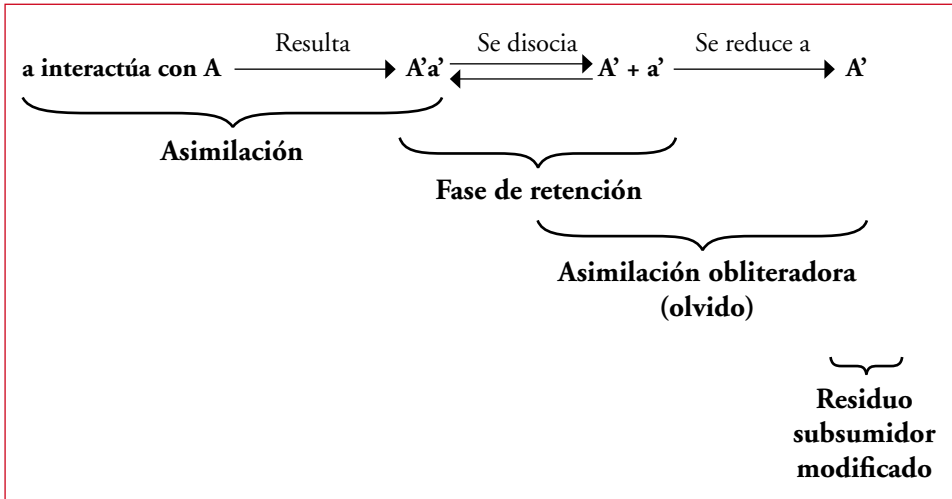 Resulta
Se disocia
Se reduce a
a interactúa con A
A’a’
A’ + a’
A’
Asimilación
Fase de retención
Asimilación obliteradora
(olvido)
Residuo
subsumidor
modificado